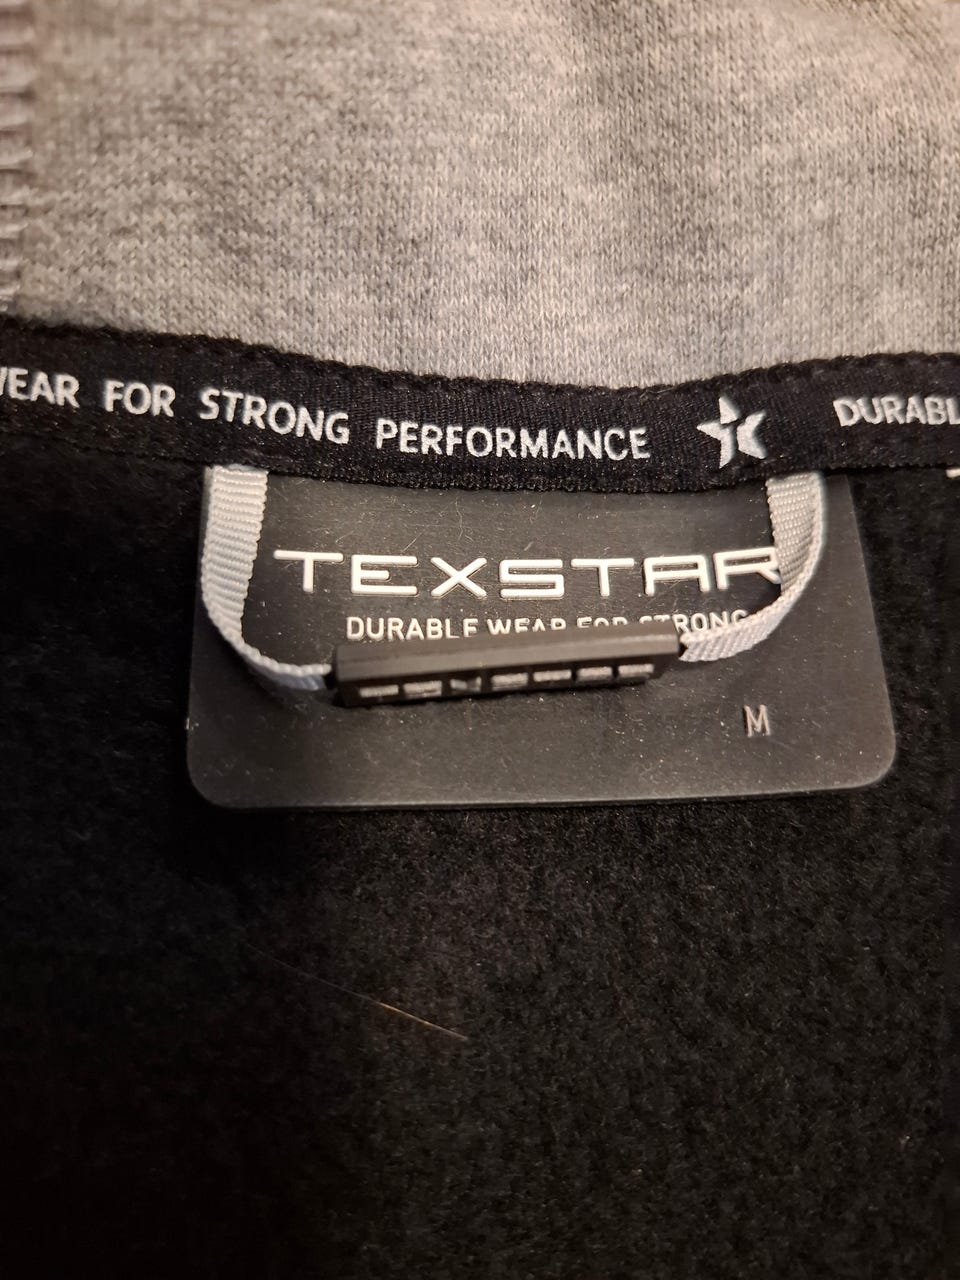 WEAR FOR STRONG PERFORMANCE DURABL
TEXSTAR
DURABLE WEAR FOR STRONG
M